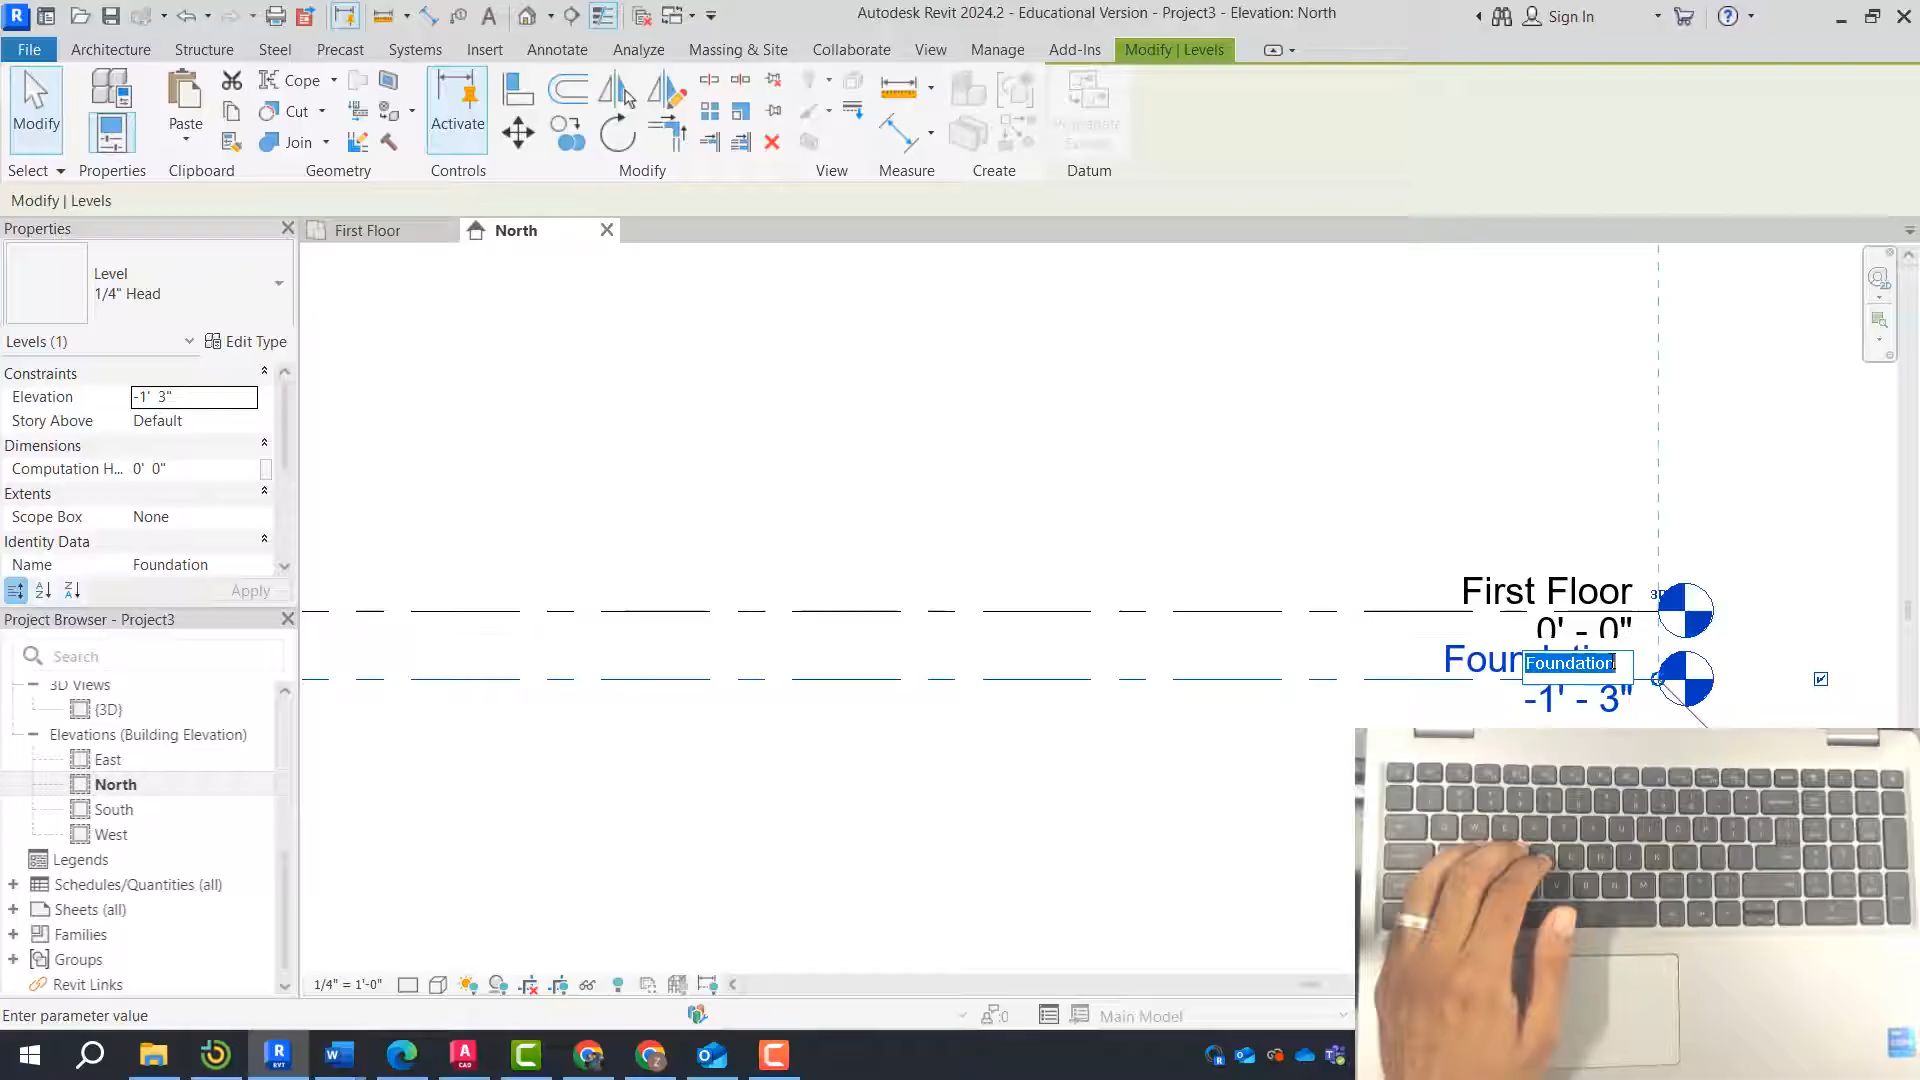 Autodesk Revit 2024.2 - Educational Version - Project3 - Elevation: North
Sign In
File
Architecture
Structure
Steel
Precast
Systems
Insert
Annotate
Analyze
Massing & Site
Collaborate
View
Manage
Add-Ins
Modify | Levels
Modify
Paste
Cope
Cut
Join
Activate
Select
Properties
Clipboard
Geometry
Controls
Modify
View
Measure
Create
Datum
Modify | Levels
Properties
First Floor
North
Level
1/4" Head
Levels (1)
Edit Type
Constraints
Elevation
-1' 3"
Story Above
Default
Dimensions
Computation H...
0' 0"
Extents
Scope Box
None
Identity Data
Name
Foundation
Apply
Project Browser - Project3
Search
3D Views
{3D}
Elevations (Building Elevation)
East
North
South
West
Legends
Schedules/Quantities (all)
Sheets (all)
Families
Groups
Revit Links
First Floor
0' - 0"
Foundation
-1' - 3"
1/4" = 1'-0"
Enter parameter value
:0
Main Model